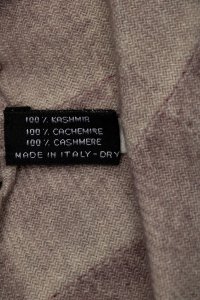 100% KASHMIR
100% CACHEMIRE
100% CASHMERE
MADE IN ITALY-DRY